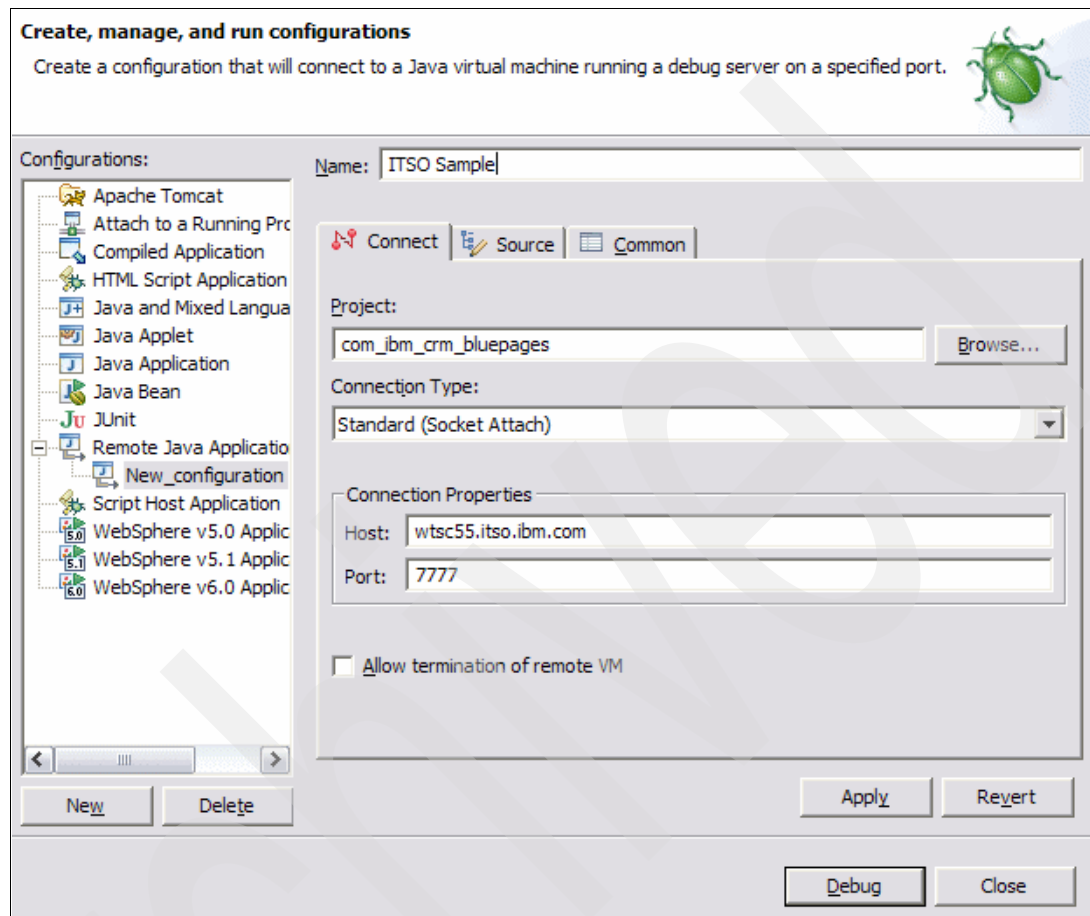 Create, manage, and run configurations
Create a configuration that will connect to a Java virtual machine running a debug server on a specified port.
Configurations:
Name: ITSO Sample
Apache Tomcat
Attach to a Running Prc
Compiled Application
HTML Script Application
Java and Mixed Langua
Java Applet
Java Application
Java Bean
JUnit
Remote Java Applicatio
New_configuration
Script Host Application
WebSphere v5.0 Applic
WebSphere v5.1 Applic
WebSphere v6.0 Applic
New Delete
Connect Source Common
Project:
com_ibm_crm_bluepages Browse...
Connection Type:
Standard (Socket Attach)
Connection Properties
Host: wtsc55.itso.ibm.com
Port: 7777
Allow termination of remote VM
Apply Revert
Debug Close